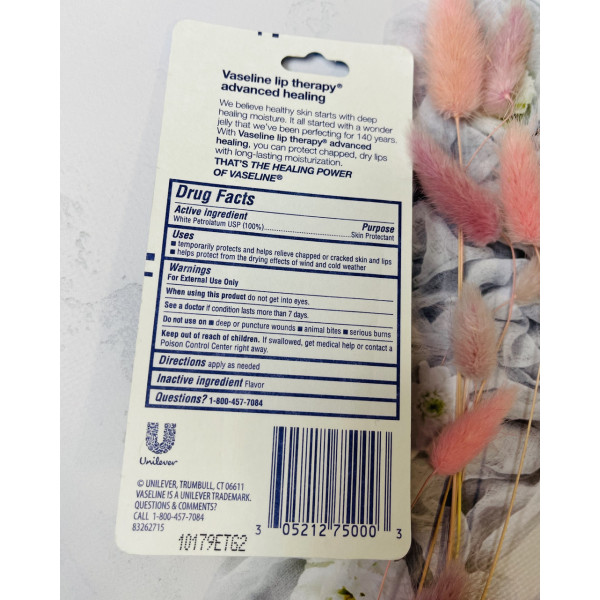 Vaseline lip therapy®
advanced healing
We believe healthy skin starts with deep
healing moisture. It all started with a wonder
jelly that we've been perfecting for 140 years.
With Vaseline lip therapy® advanced
healing, you can protect chapped, dry lips
with long-lasting moisturization.
THAT'S THE HEALING POWER
OF VASELINE®
Drug Facts
Active ingredient Purpose
White Petrolatum USP (100%)..........Skin Protectant
Uses
■ temporarily protects and helps relieve chapped or cracked skin and lips
■ helps protect from the drying effects of wind and cold weather
Warnings
For External Use Only
When using this product do not get into eyes.
See a doctor if condition lasts more than 7 days.
Do not use on ■ deep or puncture wounds ■ animal bites ■ serious burns
Keep out of reach of children. If swallowed, get medical help or contact a
Poison Control Center right away.
Directions apply as needed
Inactive ingredient Flavor
Questions? 1-800-457-7084
Unilever
© UNILEVER, TRUMBULL, CT 06611
VASELINE IS A UNILEVER TRADEMARK.
QUESTIONS & COMMENTS?
CALL 1-800-457-7084
83262715
10179ETG2
3 05212 75000 3